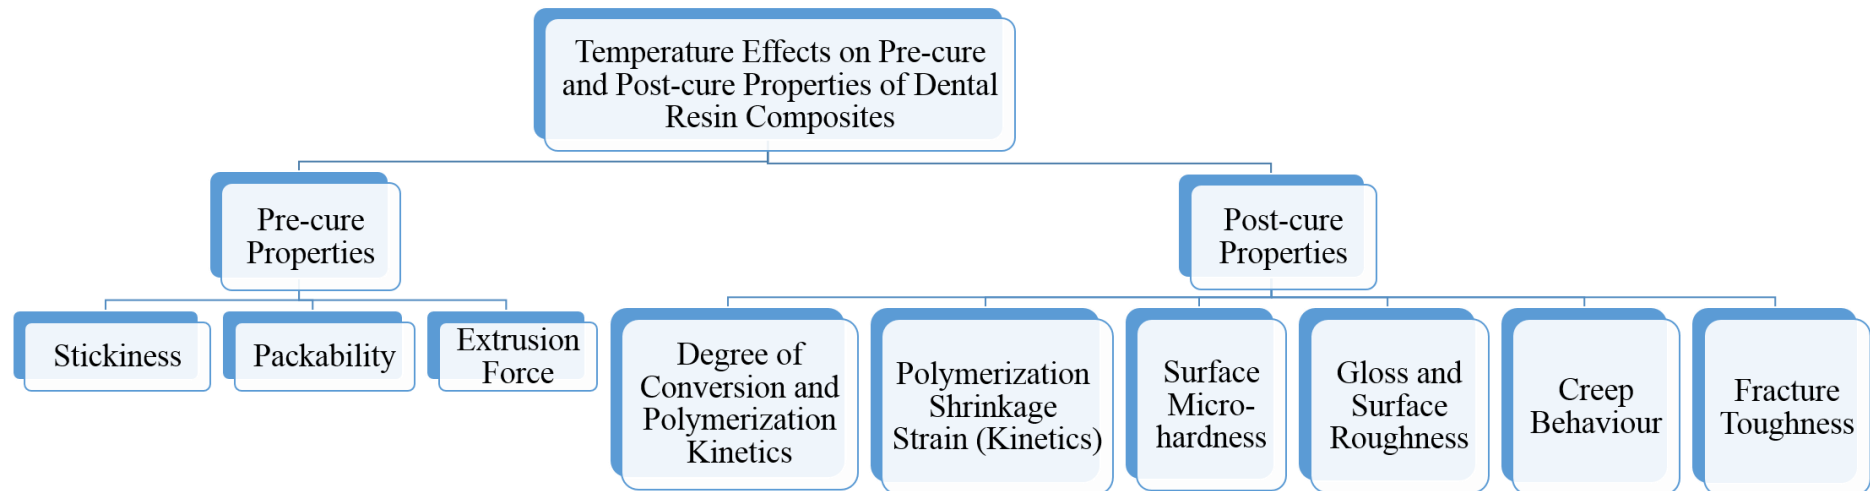 Temperature Effects on Pre-cure
and Post-cure Properties of Dental
Resin Composites
Pre-cure
Properties
Post-cure
Properties
Stickiness
Packability
Extrusion
Force
Degree of
Conversion and
Polymerization
Kinetics
Polymerization
Shrinkage
Strain (Kinetics)
Surface
Micro-
hardness
Gloss and
Surface
Roughness
Creep
Behaviour
Fracture
Toughness